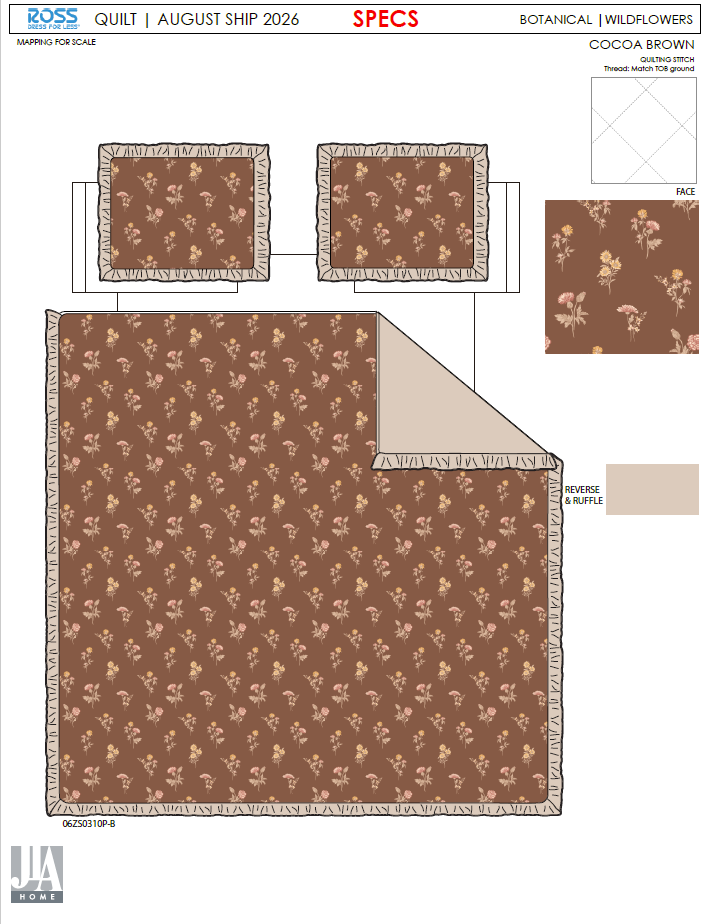 ROSS
DRESS FOR LESS®
QUILT | AUGUST SHIP 2026
SPECS
BOTANICAL | WILDFLOWERS
MAPPING FOR SCALE
COCOA BROWN
QUILTING STITCH
Thread: Match TOB ground
FACE
REVERSE
& RUFFLE
06ZS0310P-B
JLA
HOME